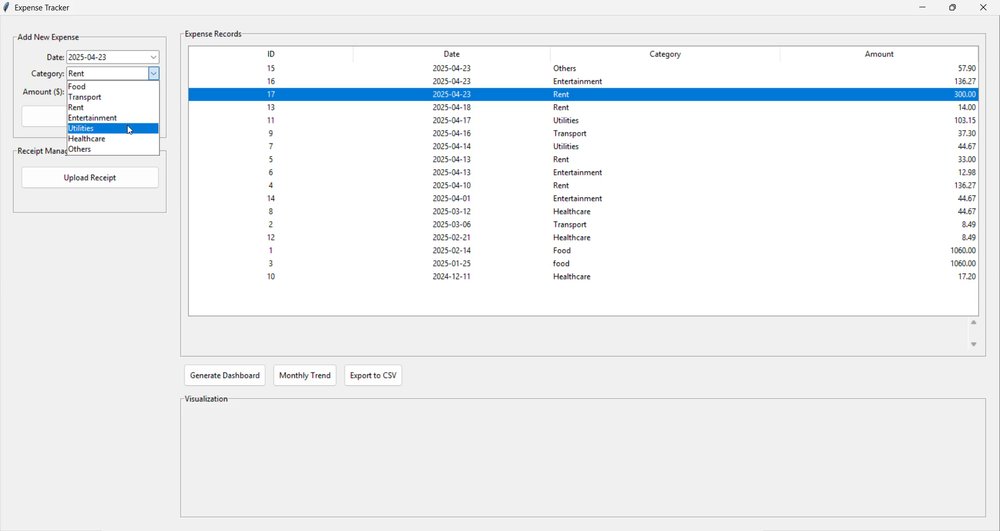 Expense Tracker
Add New Expense
Date: 2025-04-23
Category: Rent
Food
Transport
Rent
Entertainment
Utilities
Healthcare
Others
Amount ($):
Receipt Manag
Upload Receipt
Expense Records
ID Date Category Amount
15 2025-04-23 Others 57.90
16 2025-04-23 Entertainment 136.27
17 2025-04-23 Rent 300.00
13 2025-04-18 Rent 14.00
11 2025-04-17 Utilities 103.15
9 2025-04-16 Transport 37.30
7 2025-04-14 Utilities 44.67
5 2025-04-13 Rent 33.00
6 2025-04-13 Entertainment 12.98
4 2025-04-10 Rent 136.27
14 2025-04-01 Entertainment 44.67
8 2025-03-12 Healthcare 44.67
2 2025-03-06 Transport 8.49
12 2025-02-21 Healthcare 8.49
1 2025-02-14 Food 1060.00
3 2025-01-25 food 1060.00
10 2024-12-11 Healthcare 17.20
Generate Dashboard Monthly Trend Export to CSV
Visualization